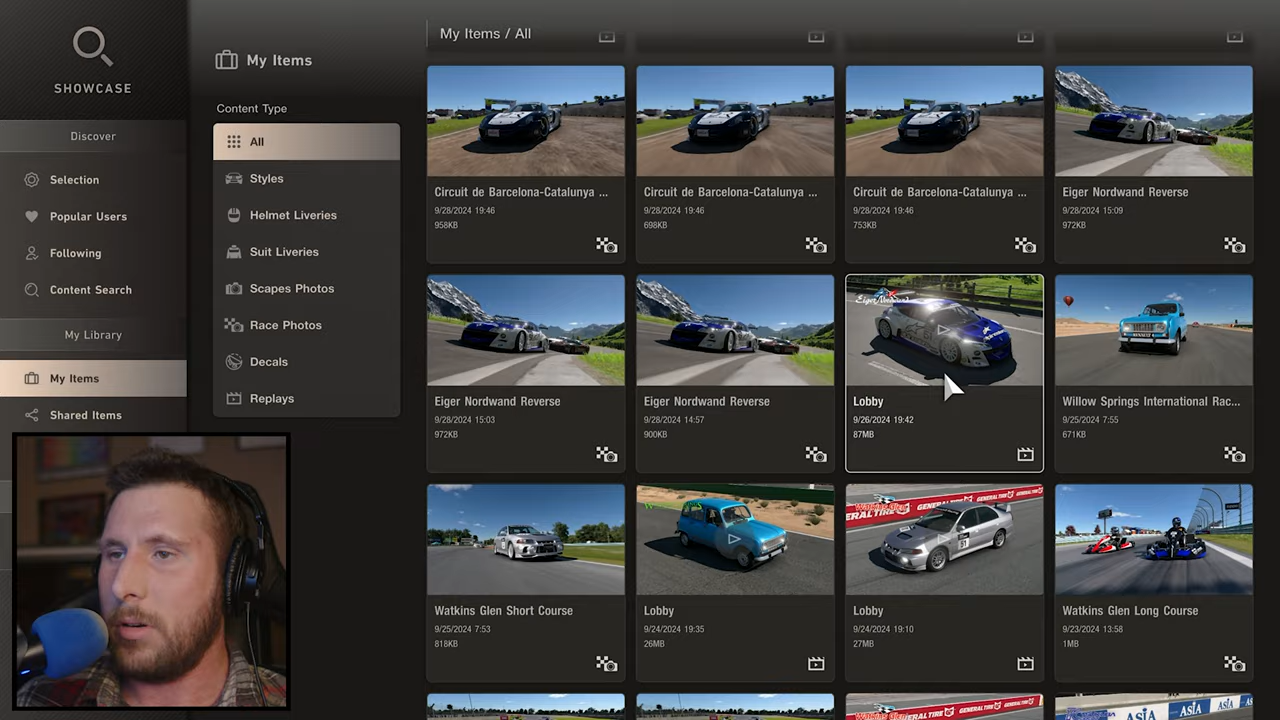 SHOWCASE
Discover
Selection
Popular Users
Following
Content Search
My Library
My Items
Shared Items
My Items
Content Type
All
Styles
Helmet Liveries
Suit Liveries
Scapes Photos
Race Photos
Decals
Replays
My Items / All
Circuit de Barcelona-Catalunya ...
9/28/2024 19:46
958KB
Circuit de Barcelona-Catalunya ...
9/28/2024 19:46
698KB
Circuit de Barcelona-Catalunya ...
9/28/2024 19:46
753KB
Eiger Nordwand Reverse
9/28/2024 15:09
972KB
Eiger Nordwand Reverse
9/28/2024 15:03
972KB
Eiger Nordwand Reverse
9/28/2024 14:57
900KB
Eiger Nordwand
Lobby
9/26/2024 19:42
87MB
RENAULT
Willow Springs International Rac...
9/25/2024 7:55
671KB
Watkins Glen Short Course
9/25/2024 7:53
818KB
Lobby
9/24/2024 19:35
26MB
GENERAL TIRE
Lobby
9/24/2024 19:10
27MB
Watkins Glen Long Course
9/23/2024 13:58
1MB
ASIA
ASIA